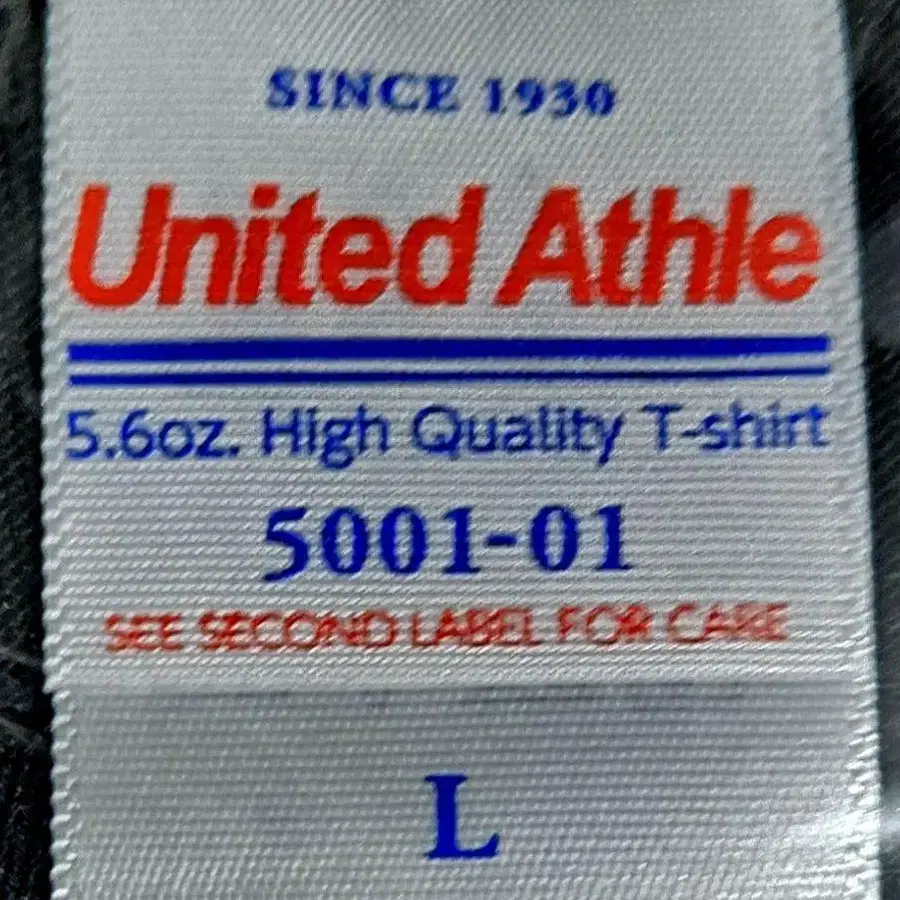 SINCE 1930
United Athle
5.6oz. High Quality T-shirt
5001-01
SEE SECOND LABEL FOR CARE
L